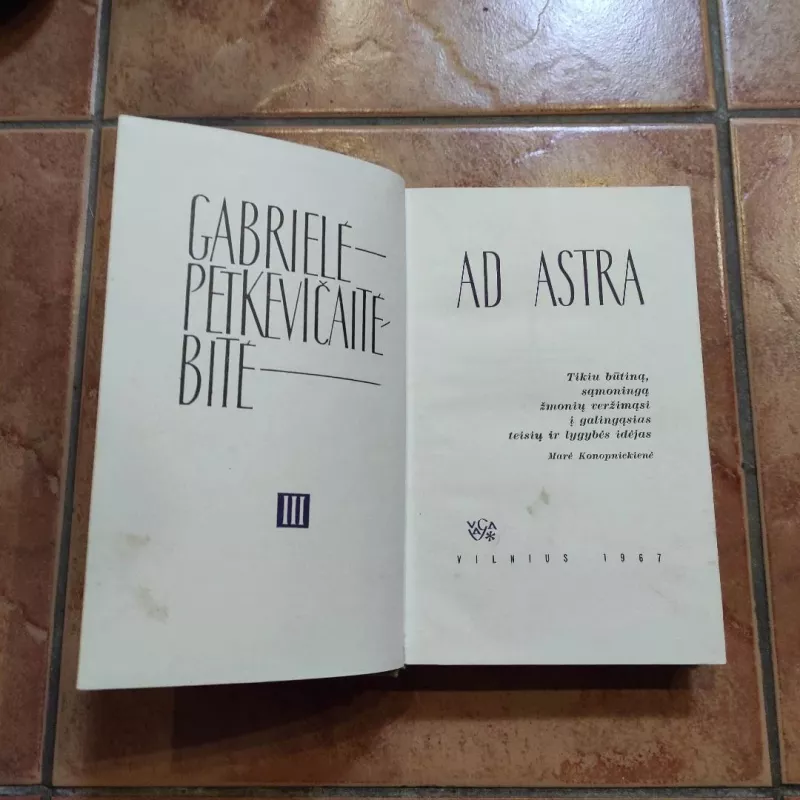 GABRIELĖ
PETKEVIČAITĖ-
BITĖ
III
AD ASTRA
Tikiu būtiną,
sąmoningą
žmonių veržimąsi
į galingąsias
teisių ir lygybės idėjas
Marė Konopnickienė
VAGA
VILNIUS 1967